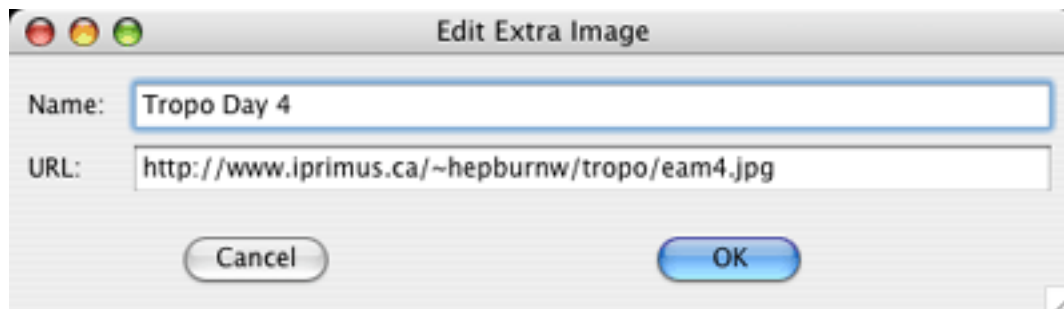 Edit Extra Image
Name: Tropo Day 4
URL: http://www.iprimus.ca/~hepburnw/tropo/eam4.jpg
Cancel OK